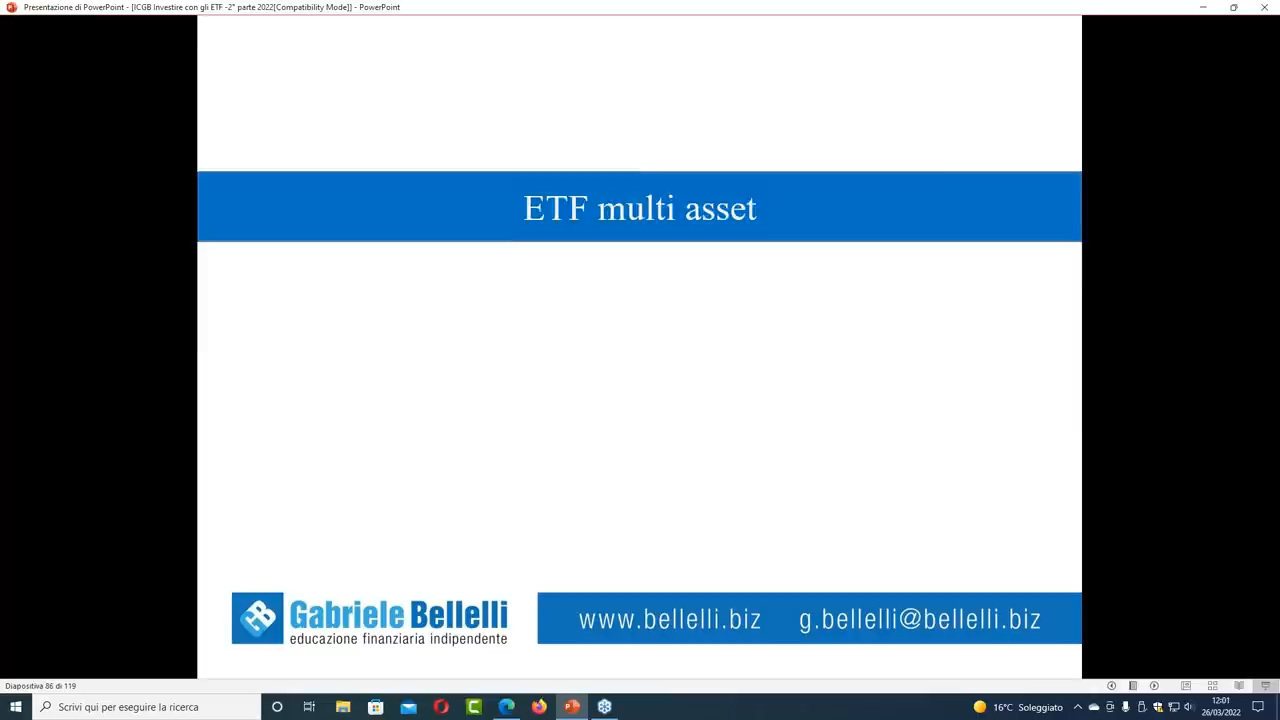 Presentazione di PowerPoint - [ICGB Investire con gli ETF -2° parte 2022[Compatibility Mode]] - PowerPoint
ETF multi asset
Gabriele Bellelli
educazione finanziaria indipendente
www.bellelli.biz g.bellelli@bellelli.biz
Diapositiva 86 di 119
Scrivi qui per eseguire la ricerca
16°C Soleggiato
12:01
26/03/2022